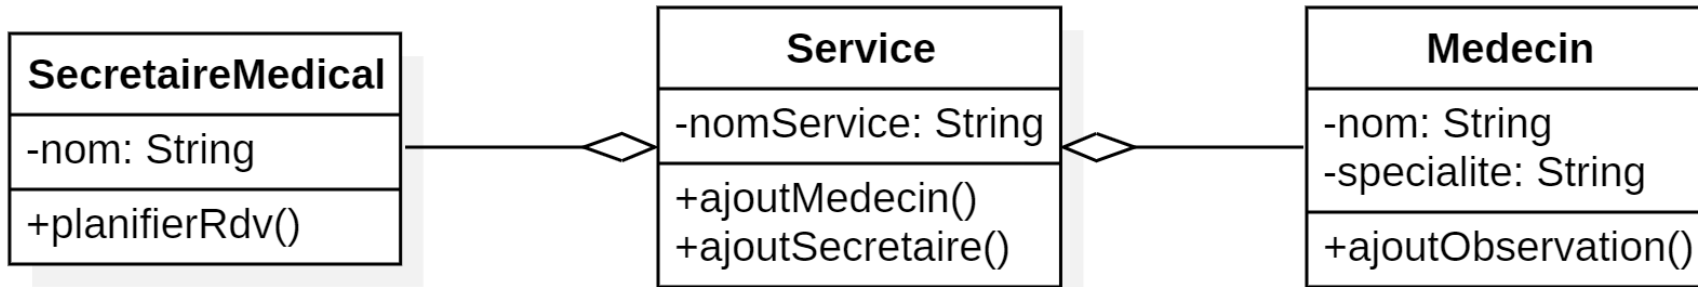 SecretaireMedical
-nom: String
+planifierRdv()
Service
-nomService: String
+ajoutMedecin()
+ajoutSecretaire()
Medecin
-nom: String
-specialite: String
+ajoutObservation()